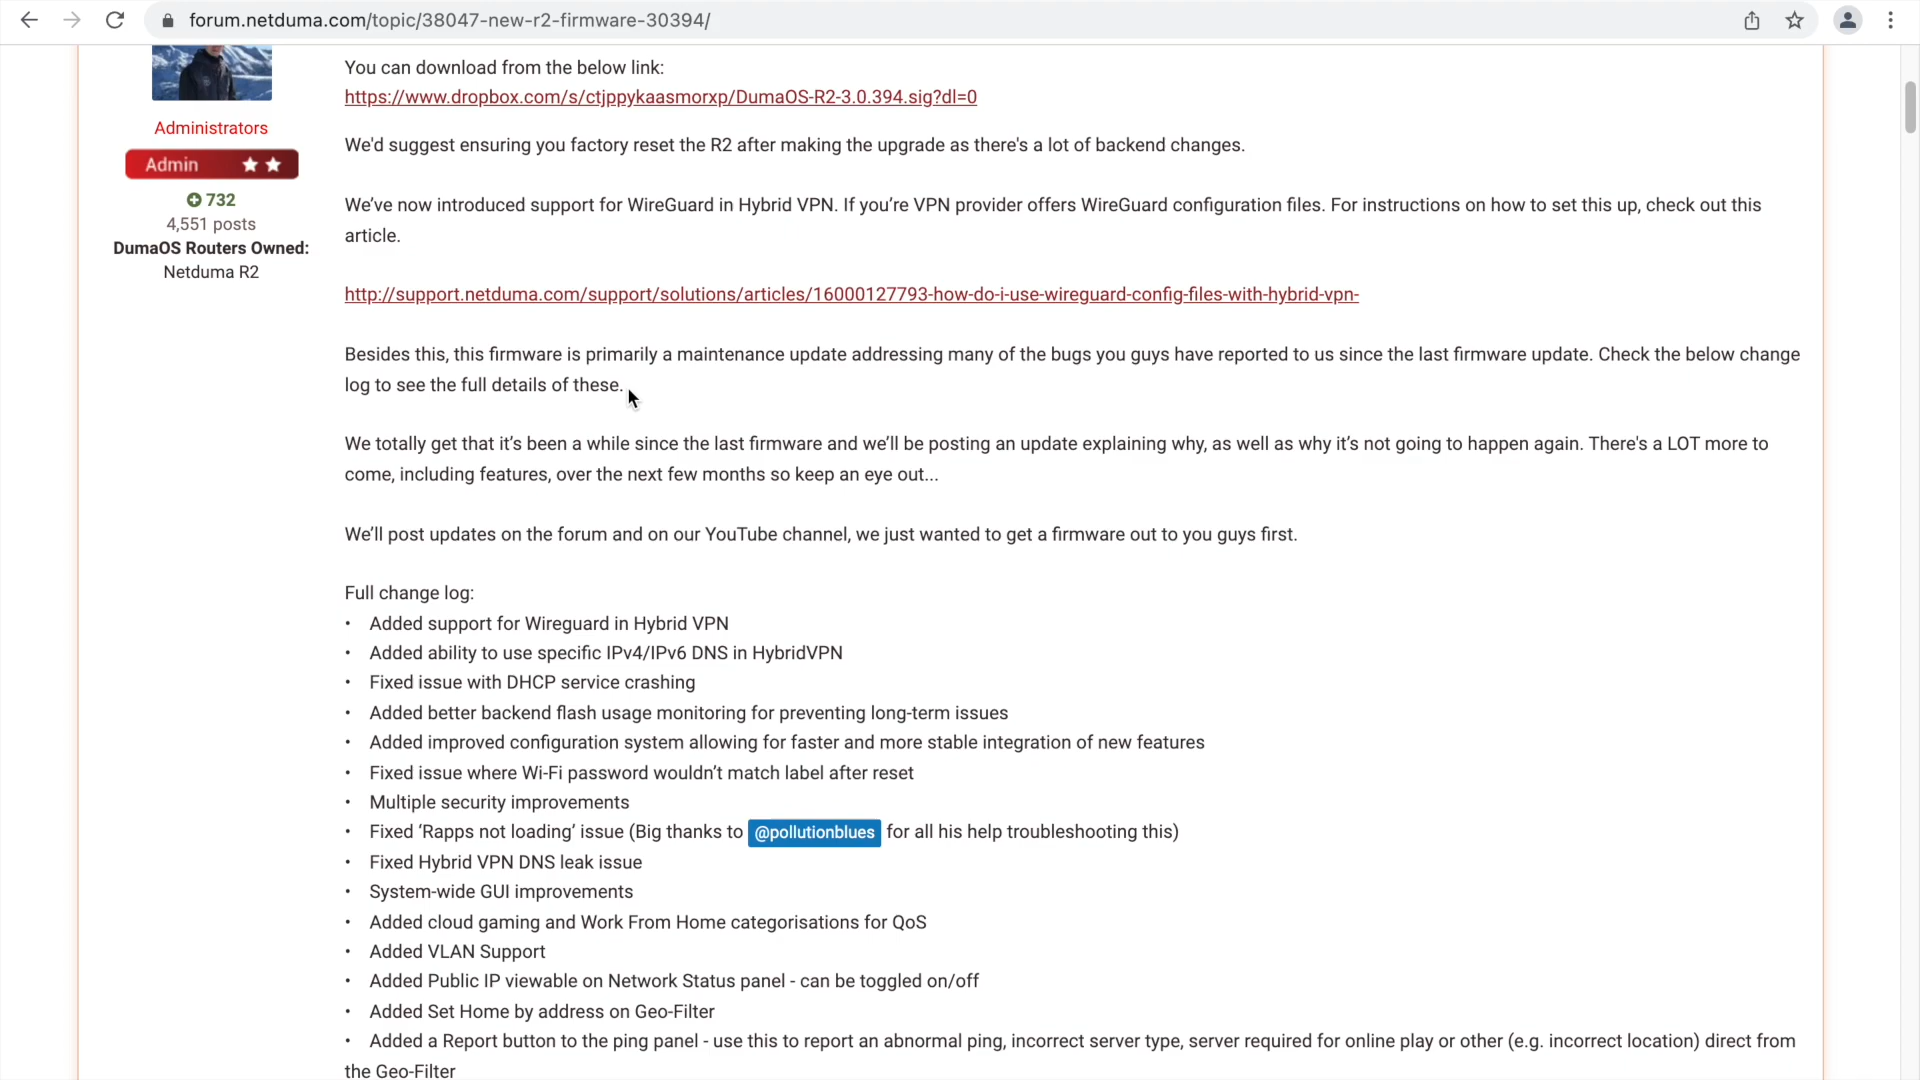 forum.netduma.com/topic/38047-new-r2-firmware-30394/
Administrators
Admin
732
4,551 posts
DumaOS Routers Owned:
Netduma R2
You can download from the below link:
https://www.dropbox.com/s/ctjppykaasmorxp/DumaOS-R2-3.0.394.sig?dl=0
We'd suggest ensuring you factory reset the R2 after making the upgrade as there's a lot of backend changes.
We’ve now introduced support for WireGuard in Hybrid VPN. If you’re VPN provider offers WireGuard configuration files. For instructions on how to set this up, check out this
article.
http://support.netduma.com/support/solutions/articles/16000127793-how-do-i-use-wireguard-config-files-with-hybrid-vpn-
Besides this, this firmware is primarily a maintenance update addressing many of the bugs you guys have reported to us since the last firmware update. Check the below change
log to see the full details of these.
We totally get that it’s been a while since the last firmware and we’ll be posting an update explaining why, as well as why it’s not going to happen again. There's a LOT more to
come, including features, over the next few months so keep an eye out...
We’ll post updates on the forum and on our YouTube channel, we just wanted to get a firmware out to you guys first.
Full change log:
• Added support for Wireguard in Hybrid VPN
• Added ability to use specific IPv4/IPv6 DNS in HybridVPN
• Fixed issue with DHCP service crashing
• Added better backend flash usage monitoring for preventing long-term issues
• Added improved configuration system allowing for faster and more stable integration of new features
• Fixed issue where Wi-Fi password wouldn’t match label after reset
• Multiple security improvements
• Fixed ‘Rapps not loading’ issue (Big thanks to @pollutionblues for all his help troubleshooting this)
• Fixed Hybrid VPN DNS leak issue
• System-wide GUI improvements
• Added cloud gaming and Work From Home categorisations for QoS
• Added VLAN Support
• Added Public IP viewable on Network Status panel - can be toggled on/off
• Added Set Home by address on Geo-Filter
• Added a Report button to the ping panel - use this to report an abnormal ping, incorrect server type, server required for online play or other (e.g. incorrect location) direct from
the Geo-Filter